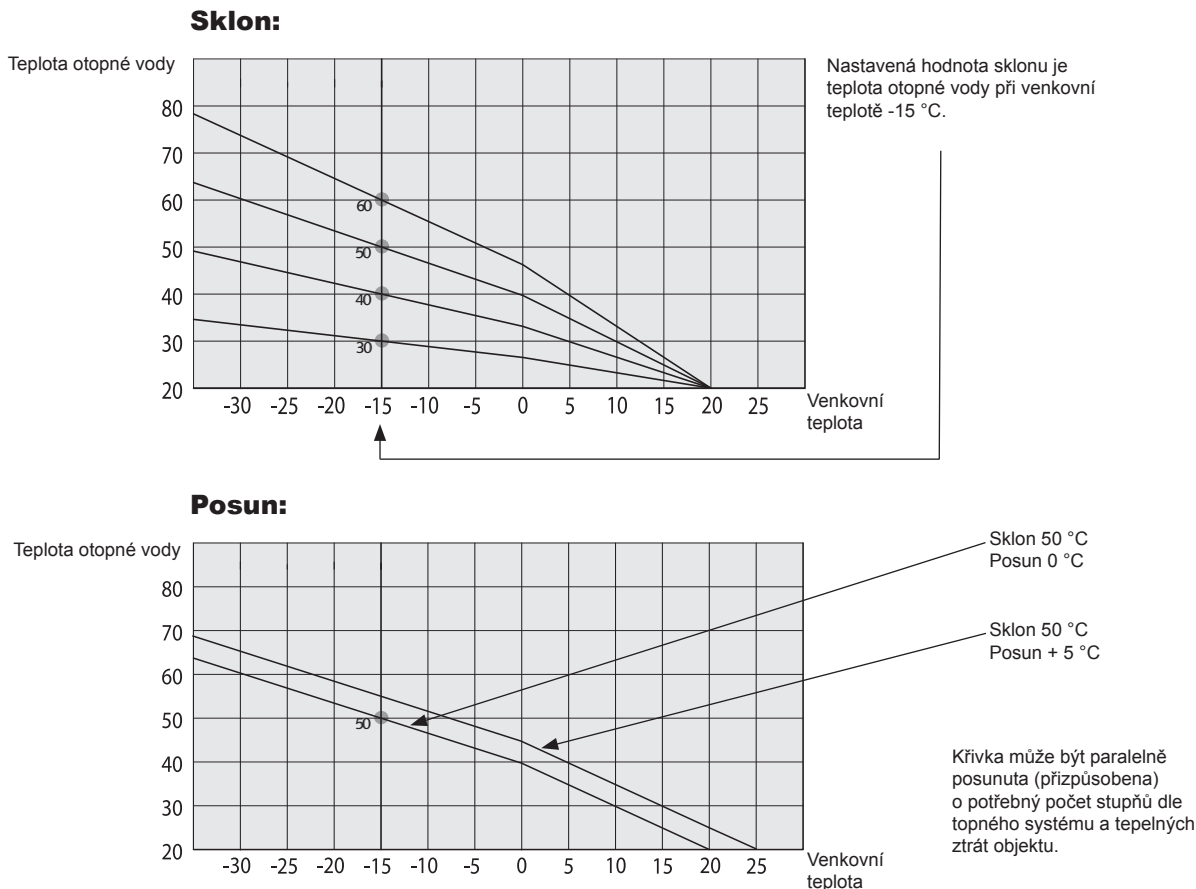 Sklon:
Teplota otopné vody
80
70
60
50
40
30
20
60
50
40
30
-30 -25 -20 -15 -10 -5 0 5 10 15 20 25
Venkovní
teplota
Nastavená hodnota sklonu je
teplota otopné vody při venkovní
teplotě -15 °C.
Posun:
Teplota otopné vody
80
70
60
50
40
30
20
50
-30 -25 -20 -15 -10 -5 0 5 10 15 20 25
Venkovní
teplota
Sklon 50 °C
Posun 0 °C
Sklon 50 °C
Posun + 5 °C
Křivka může být paralelně
posunuta (přizpůsobena)
o potřebný počet stupňů dle
topného systému a tepelných
ztrát objektu.